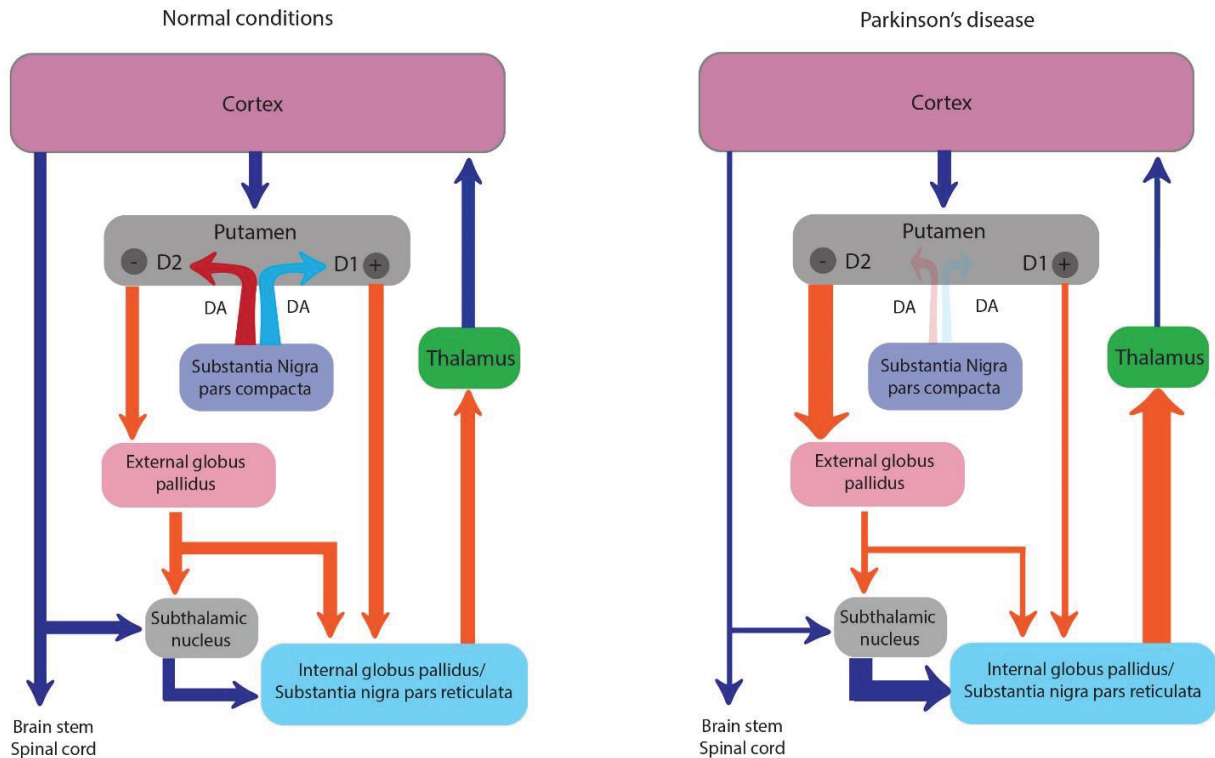 Normal conditions
Cortex
Putamen
-
D2
D1
+
DA
DA
Substantia Nigra
pars compacta
Thalamus
External globus
pallidus
Subthalamic
nucleus
Internal globus pallidus/
Substantia nigra pars reticulata
Brain stem
Spinal cord
Parkinson's disease
Cortex
Putamen
-
D2
D1
+
DA
DA
Substantia Nigra
pars compacta
Thalamus
External globus
pallidus
Subthalamic
nucleus
Internal globus pallidus/
Substantia nigra pars reticulata
Brain stem
Spinal cord